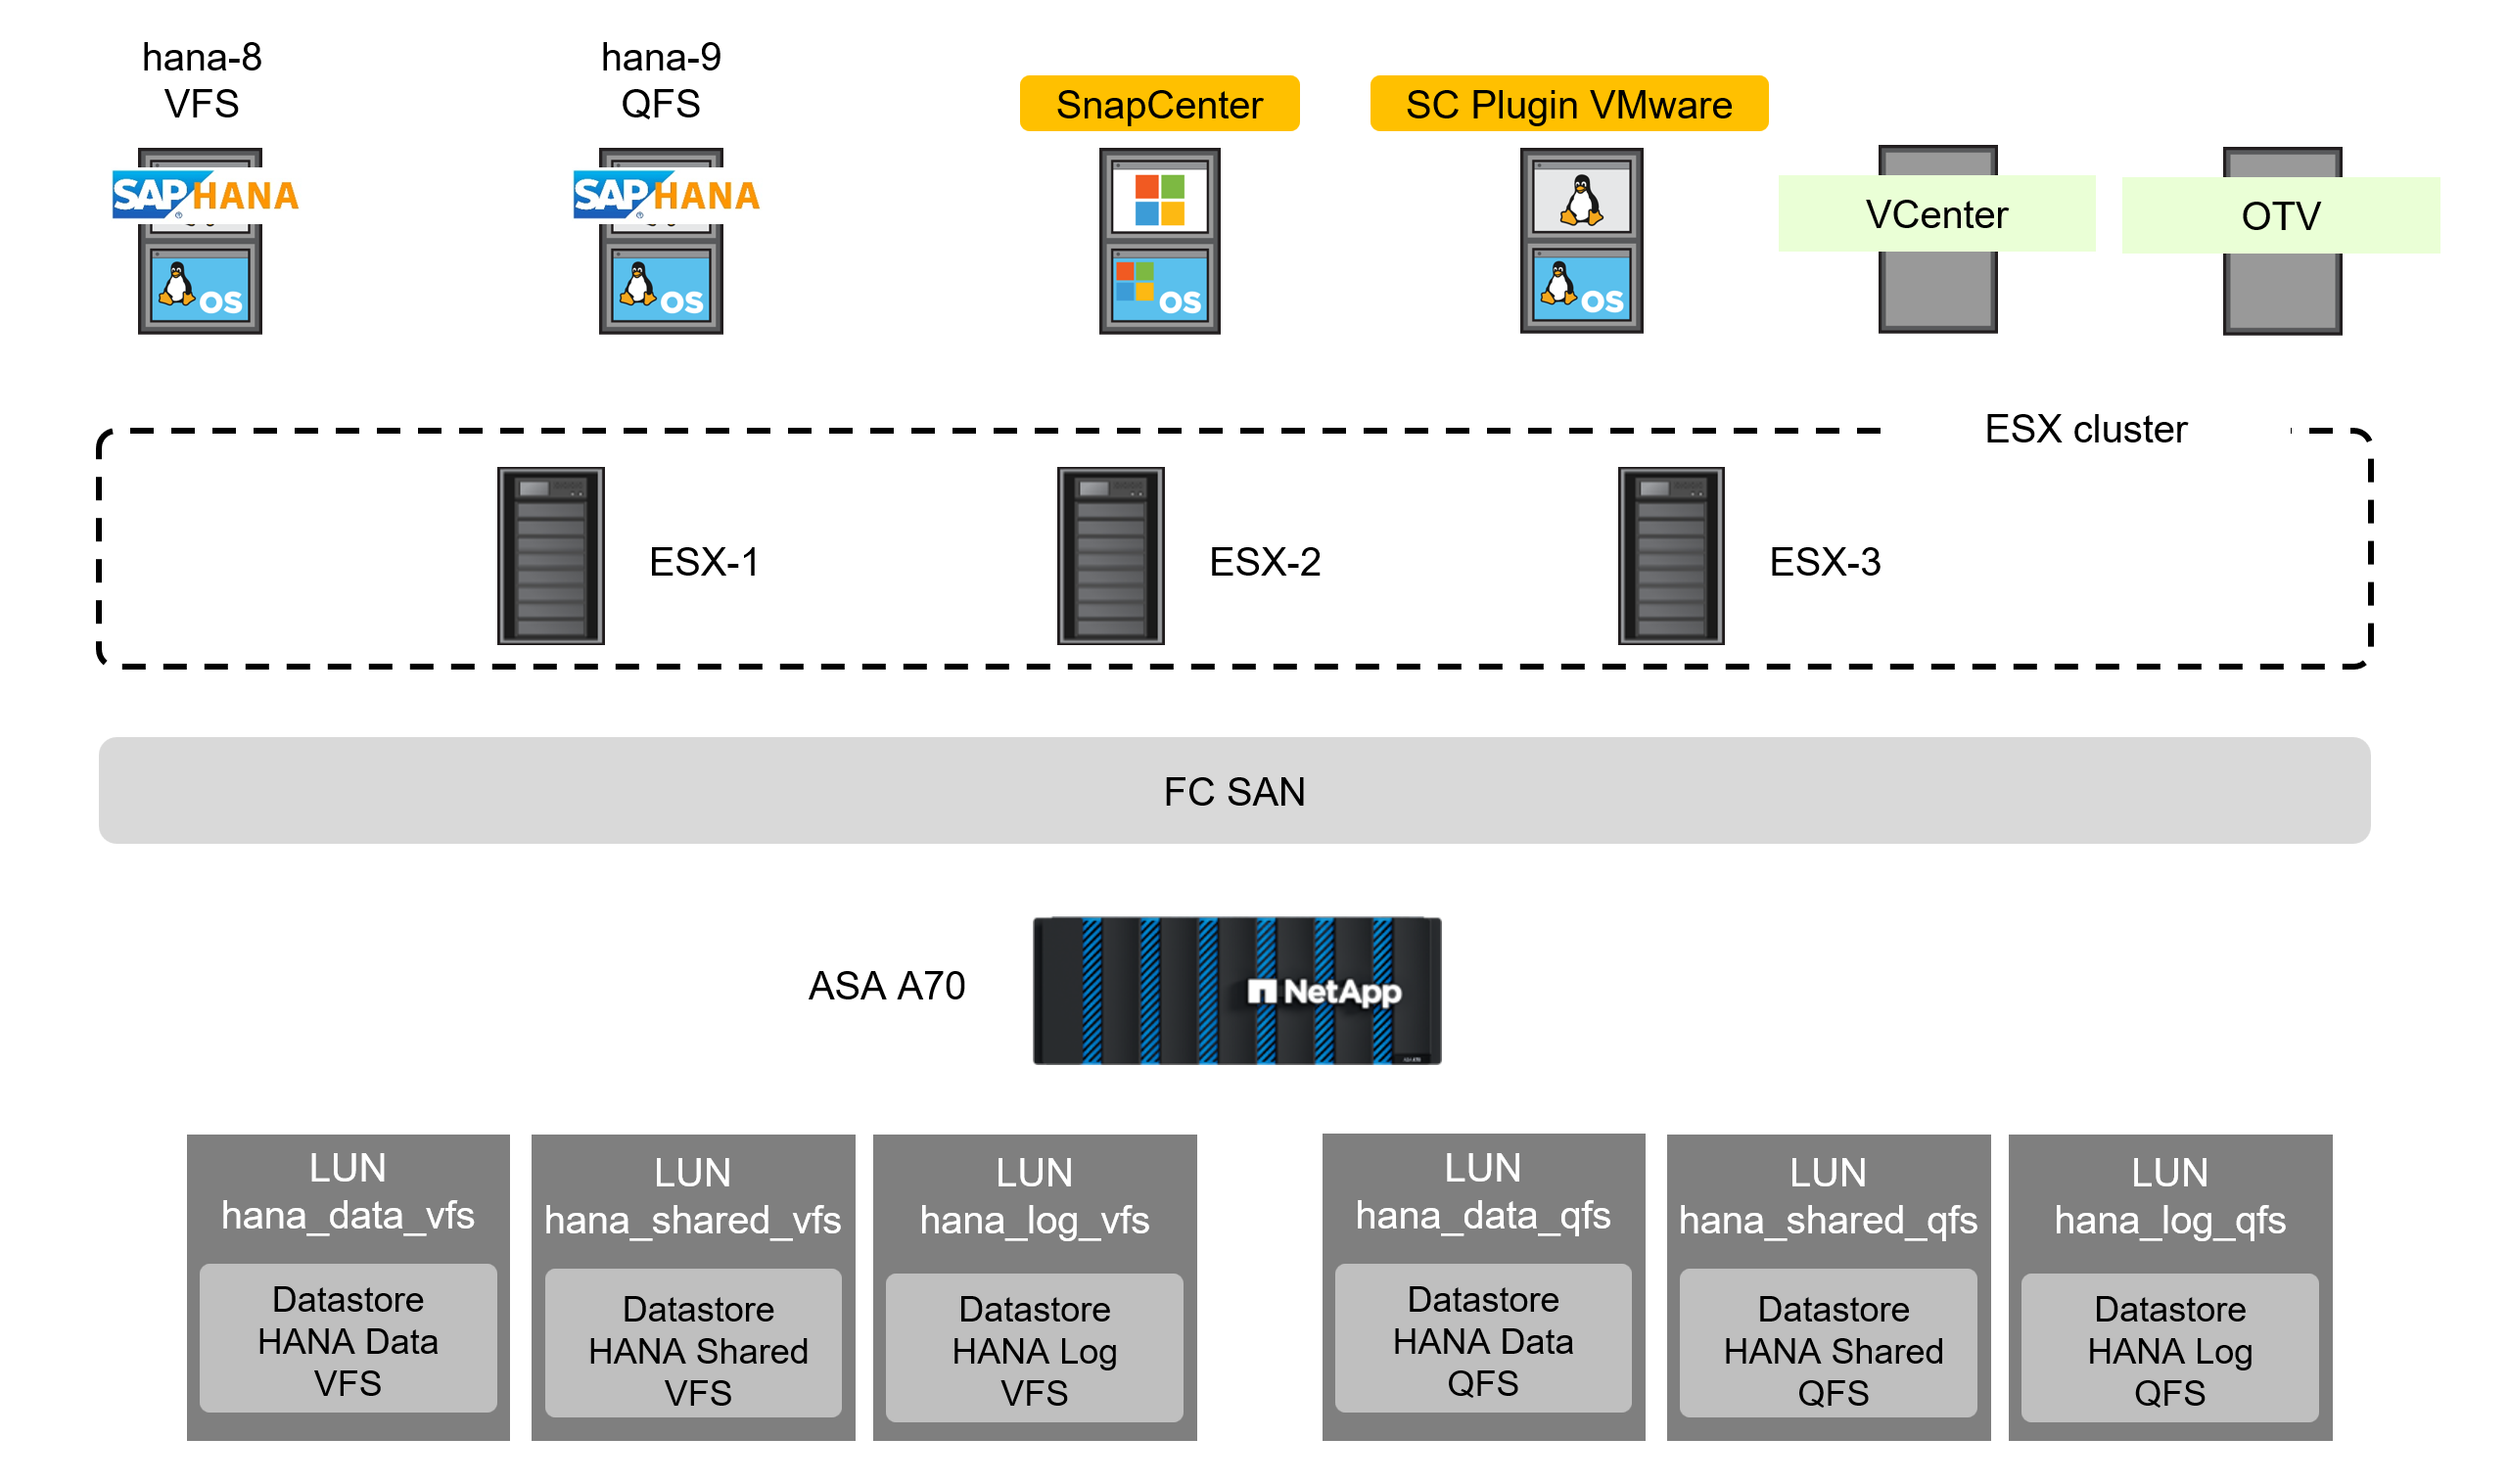 hana-8
VFS
hana-9
QFS
SnapCenter
SC Plugin VMware
SAP HANA
SAP HANA
VCenter
OTV
OS
OS
OS
OS
ESX cluster
ESX-1
ESX-2
ESX-3
FC SAN
ASA A70
NetApp
LUN
hana_data_vfs
Datastore
HANA Data
VFS
LUN
hana_shared_vfs
Datastore
HANA Shared
VFS
LUN
hana_log_vfs
Datastore
HANA Log
VFS
LUN
hana_data_qfs
Datastore
HANA Data
QFS
LUN
hana_shared_qfs
Datastore
HANA Shared
QFS
LUN
hana_log_qfs
Datastore
HANA Log
QFS